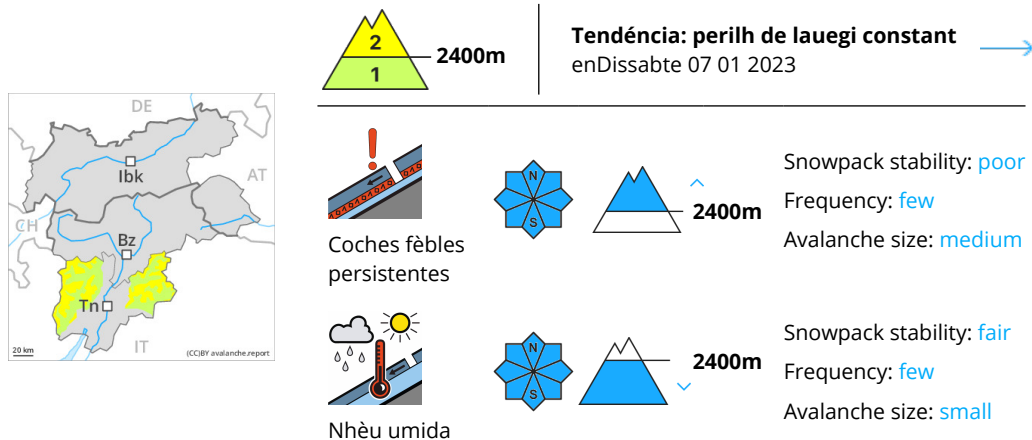 2
1
2400m
Tendéncia: perilh de lauegi constant
enDissabte 07 01 2023
DE
Ibk
AT
CH
Bz
Tn
IT
20 km
(CC)BY avalanche.report
Coches fèbles
persistentes
N
S
2400m
Snowpack stability: poor
Frequency: few
Avalanche size: medium
Nhèu umida
N
S
2400m
Snowpack stability: fair
Frequency: few
Avalanche size: small